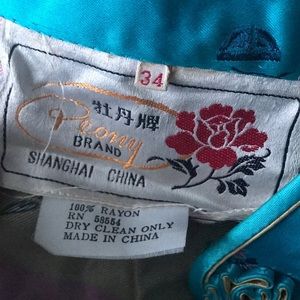 34
牡丹牌
Peony
BRAND
SHANGHAI CHINA
100% RAYON
RN 58554
DRY CLEAN ONLY
MADE IN CHINA